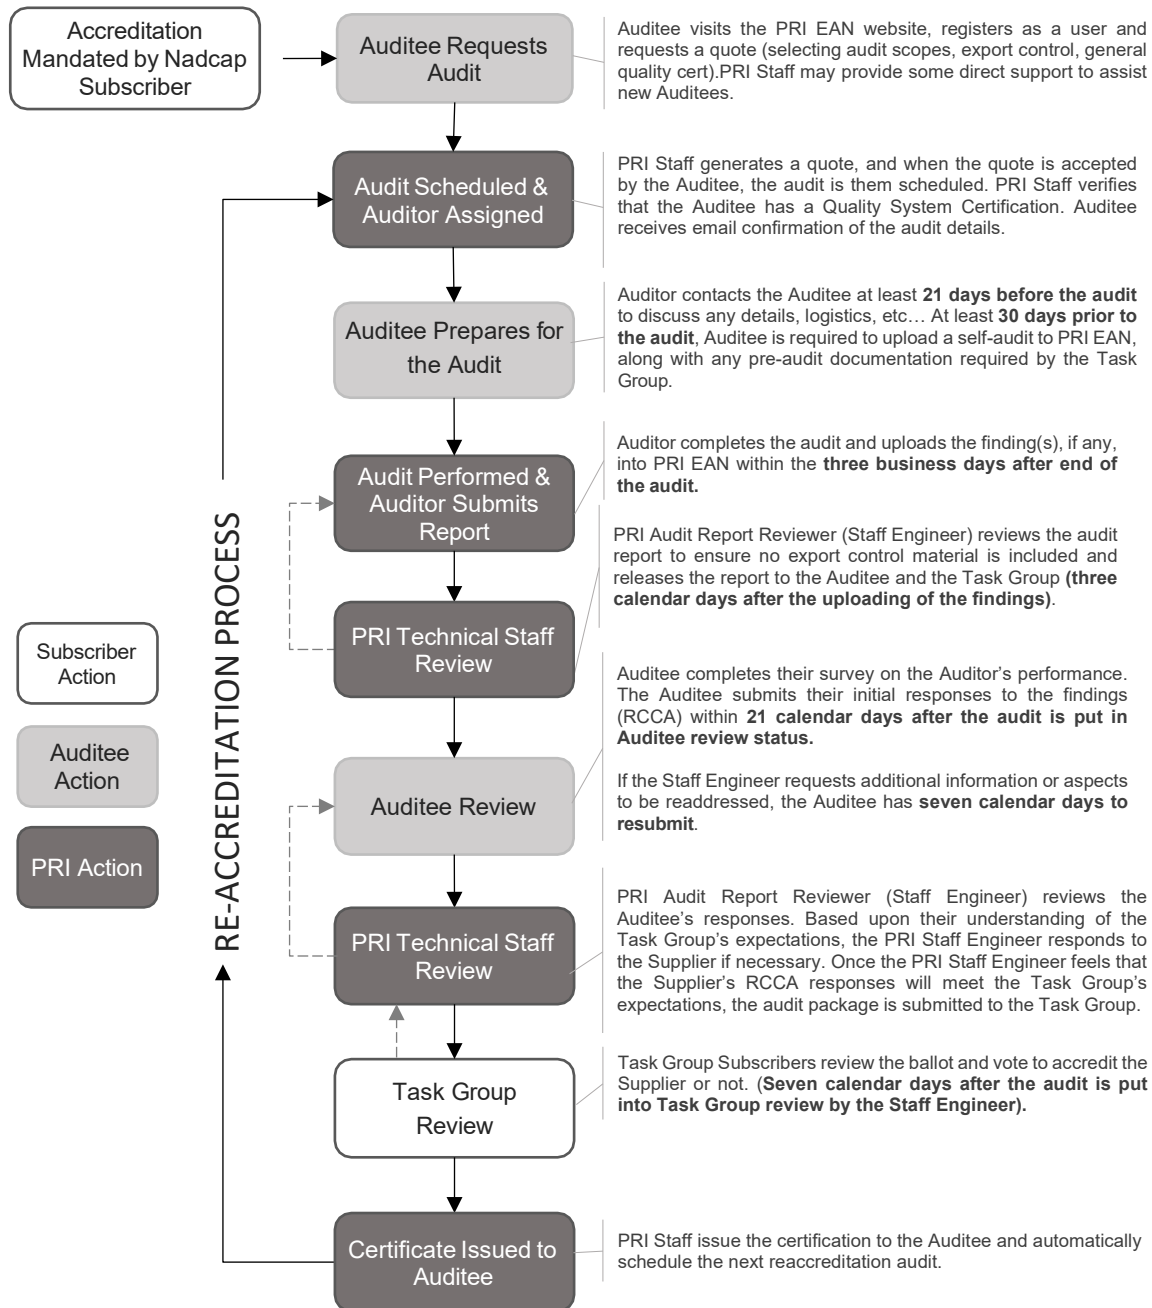 Accreditation
Mandated by Nadcap
Subscriber
Auditee Requests
Audit
Auditee visits the PRI EAN website, registers as a user and
requests a quote (selecting audit scopes, export control, general
quality cert).PRI Staff may provide some direct support to assist
new Auditees.
Audit Scheduled &
Auditor Assigned
PRI Staff generates a quote, and when the quote is accepted
by the Auditee, the audit is them scheduled. PRI Staff verifies
that the Auditee has a Quality System Certification. Auditee
receives email confirmation of the audit details.
Auditee Prepares for
the Audit
Auditor contacts the Auditee at least 21 days before the audit
to discuss any details, logistics, etc… At least 30 days prior to
the audit, Auditee is required to upload a self-audit to PRI EAN,
along with any pre-audit documentation required by the Task
Group.
Audit Performed &
Auditor Submits
Report
Auditor completes the audit and uploads the finding(s), if any,
into PRI EAN within the three business days after end of
the audit.
PRI Technical Staff
Review
PRI Audit Report Reviewer (Staff Engineer) reviews the audit
report to ensure no export control material is included and
releases the report to the Auditee and the Task Group (three
calendar days after the uploading of the findings).
Subscriber
Action
Auditee
Action
PRI Action
RE-ACCREDITATION PROCESS
Auditee Review
Auditee completes their survey on the Auditor's performance.
The Auditee submits their initial responses to the findings
(RCCA) within 21 calendar days after the audit is put in
Auditee review status.
If the Staff Engineer requests additional information or aspects
to be readdressed, the Auditee has seven calendar days to
resubmit.
PRI Technical Staff
Review
PRI Audit Report Reviewer (Staff Engineer) reviews the
Auditee's responses. Based upon their understanding of the
Task Group's expectations, the PRI Staff Engineer responds to
the Supplier if necessary. Once the PRI Staff Engineer feels that
the Supplier's RCCA responses will meet the Task Group's
expectations, the audit package is submitted to the Task Group.
Task Group
Review
Task Group Subscribers review the ballot and vote to accredit the
Supplier or not. (Seven calendar days after the audit is put
into Task Group review by the Staff Engineer).
Certificate Issued to
Auditee
PRI Staff issue the certification to the Auditee and automatically
schedule the next reaccreditation audit.